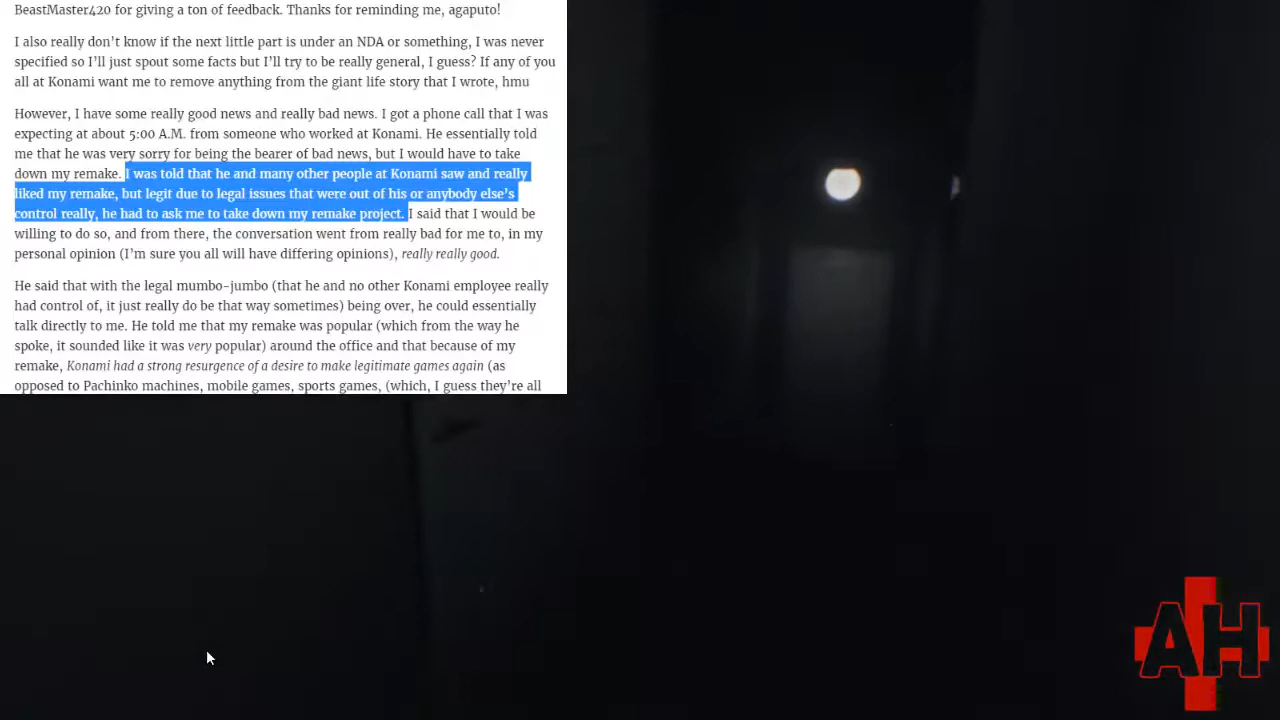 BeastMaster420 for giving a ton of feedback. Thanks for reminding me, agaputo!
I also really don’t know if the next little part is under an NDA or something, I was never
specified so I’ll just spout some facts but I’ll try to be really general, I guess? If any of you
all at Konami want me to remove anything from the giant life story that I wrote, hmu
However, I have some really good news and really bad news. I got a phone call that I was
expecting at about 5:00 A.M. from someone who worked at Konami. He essentially told
me that he was very sorry for being the bearer of bad news, but I would have to take
down my remake. I was told that he and many other people at Konami saw and really
liked my remake, but legit due to legal issues that were out of his or anybody else’s
control really, he had to ask me to take down my remake project. I said that I would be
willing to do so, and from there, the conversation went from really bad for me to, in my
personal opinion (I’m sure you all will have differing opinions), really really good.
He said that with the legal mumbo-jumbo (that he and no other Konami employee really
had control of, it just really do be that way sometimes) being over, he could essentially
talk directly to me. He told me that my remake was popular (which from the way he
spoke, it sounded like it was very popular) around the office and that because of my
remake, Konami had a strong resurgence of a desire to make legitimate games again (as
opposed to Pachinko machines, mobile games, sports games, (which, I guess they’re all
AH